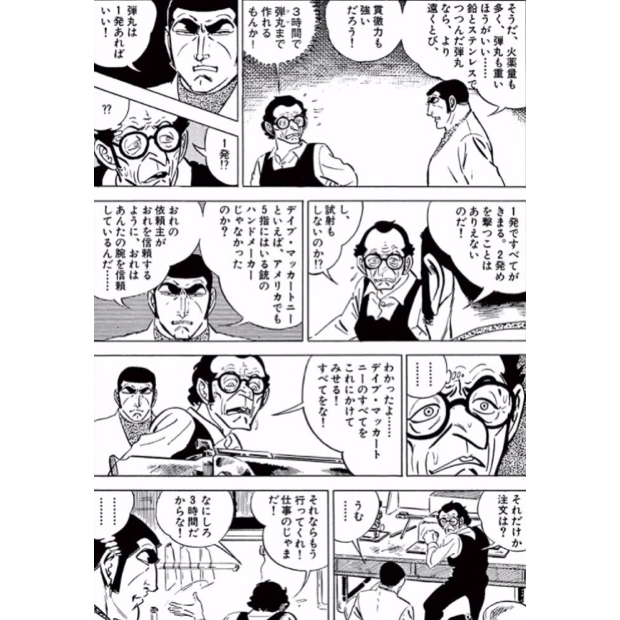 そうだ、火薬量も
多く、弾丸も重い
ほうがいい……
鉛とステンレスで
つつんだ弾丸
なら、より
遠くとび、
貫徹力も
強い
だろう！
3時間で
弾丸まで
作れる
もんか！
弾丸は
1発あれば
いい！
1発!?
??
1発ですべてが
きまる。2発め
を撃つことは
ありえない
のだ！
し、
試射も
しないのか!?
デイブ・マッカートニー
といえば、アメリカでも
5指にはいる銃の
ハンドメーカー
じゃなかった
のか？
おれの
依頼主が
おれを信頼する
ように、おれは
あんたの腕を信頼
しているんだ……
……
わかったよ……
デイブ・マッカート
ニーのすべてを
これにかけて
みせる！
すべてをな！
それだけか
注文は？
うむ
……
それならもう
行ってくれ！
仕事のじゃま
だ！
なにしろ
3時間だ
からな！
……
……